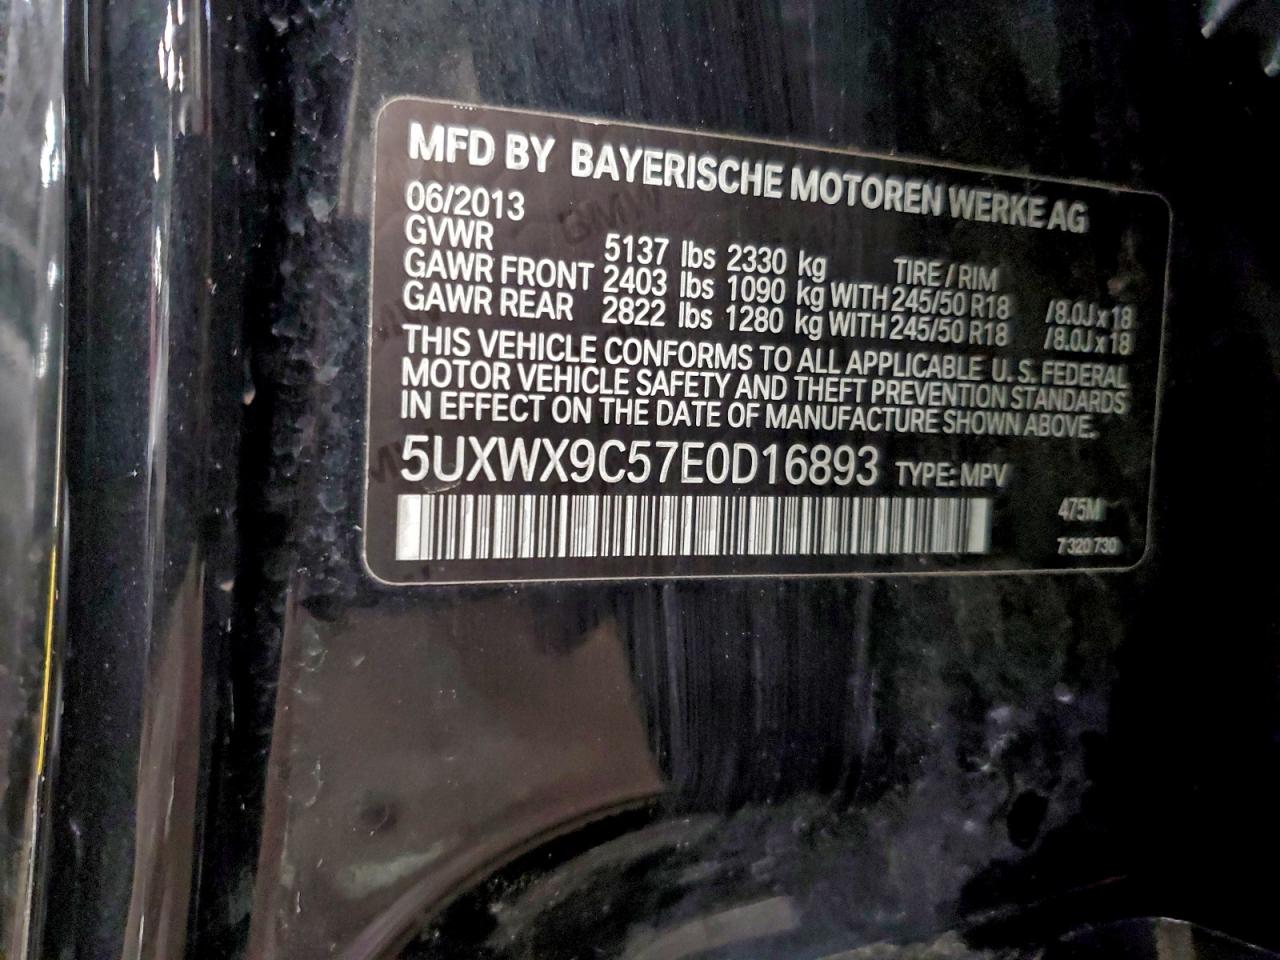 MFD BY BAYERISCHE MOTOREN WERKE AG
06/2013
GVWR 5137 lbs 2330 kg TIRE / RIM
GAWR FRONT 2403 lbs 1090 kg WITH 245/50 R18 /8.0J x 18
GAWR REAR 2822 lbs 1280 kg WITH 245/50 R18 /8.0J x 18
THIS VEHICLE CONFORMS TO ALL APPLICABLE U.S. FEDERAL
MOTOR VEHICLE SAFETY AND THEFT PREVENTION STANDARDS
IN EFFECT ON THE DATE OF MANUFACTURE SHOWN ABOVE.
5UXWX9C57E0D16893 TYPE: MPV
475M
7 320 730